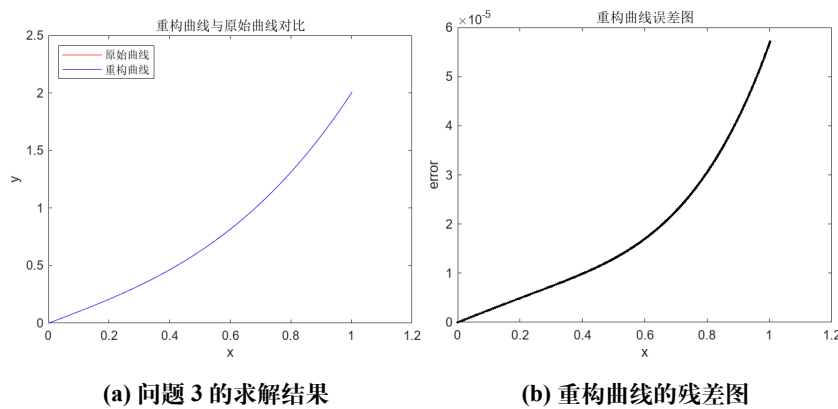 重构曲线与原始曲线对比
2.5
2
1.5
1
0.5
0
y
原始曲线
重构曲线
0 0.2 0.4 0.6 0.8 1 1.2
x
(a) 问题 3 的求解结果
重构曲线误差图
×10-5
6
5
4
3
2
1
0
error
0 0.2 0.4 0.6 0.8 1 1.2
x
(b) 重构曲线的残差图